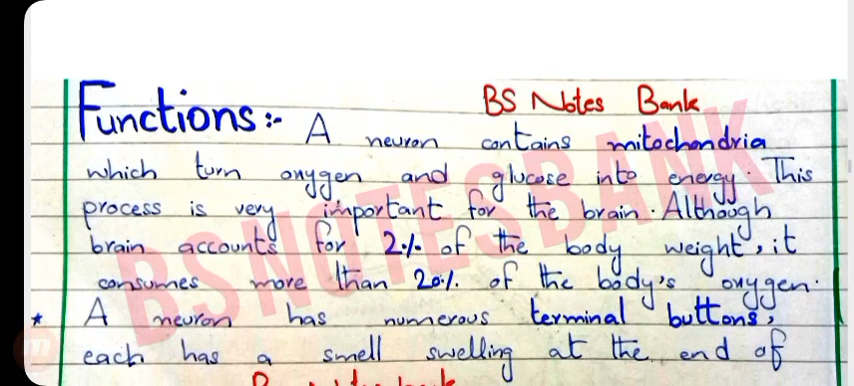 BS Notes Bank
Functions:- A neuron contains mitochondria
which turn oxygen and glucose into energy. This
process is very important for the brain. Although
brain accounts for 2% of the body weight, it
consumes more than 20% of the body's oxygen.
* A neuron has numerous terminal buttons,
each has a smell swelling at the end of
BSNOTESBANK